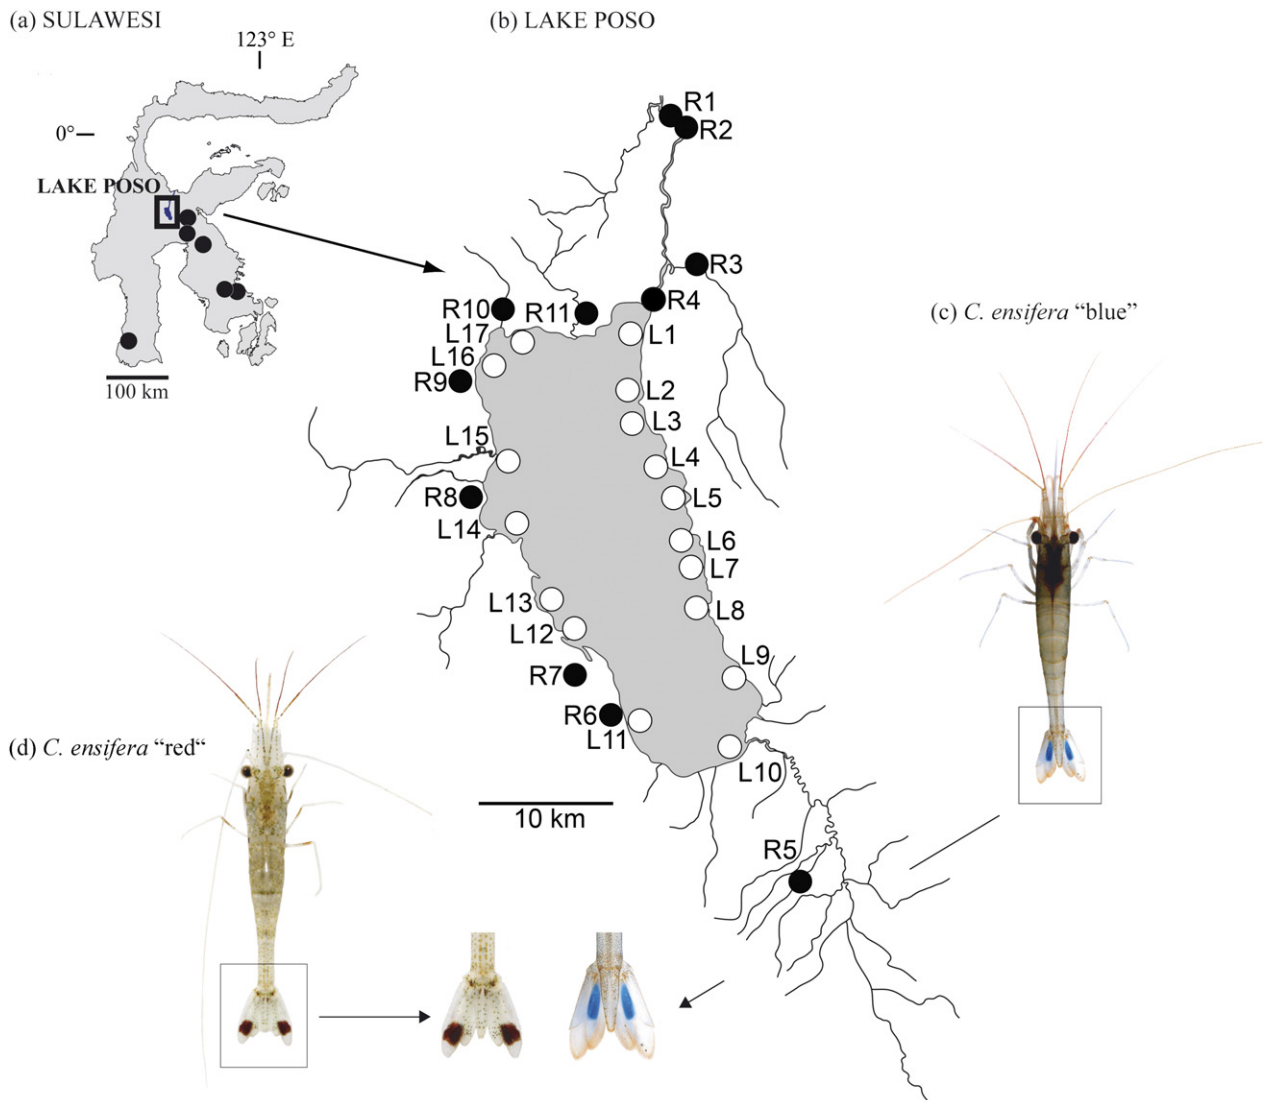 (a) SULAWESI
(b) LAKE POSO
123° E
0°
LAKE POSO
100 km
R1
R2
R3
R4
R10
R11
L17
L1
L16
R9
L2
L3
L15
L4
R8
L5
L14
L6
L7
L13
L8
L12
L9
R7
R6
L11
L10
10 km
R5
(c) C. ensifera “blue”
(d) C. ensifera “red“